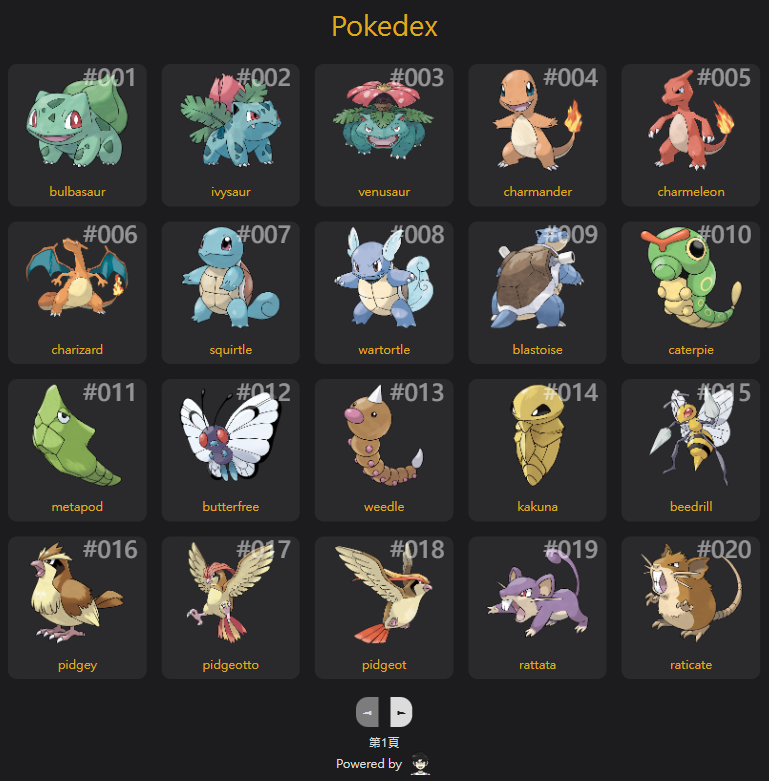 Pokedex
#001 #002 #003 #004 #005
bulbasaur ivysaur venusaur charmander charmeleon
#006 #007 #008 #009 #010
charizard squirtle wartortle blastoise caterpie
#011 #012 #013 #014 #015
metapod butterfree weedle kakuna beedrill
#016 #017 #018 #019 #020
pidgey pidgeotto pidgeot rattata raticate
◄ ►
第1頁
Powered by